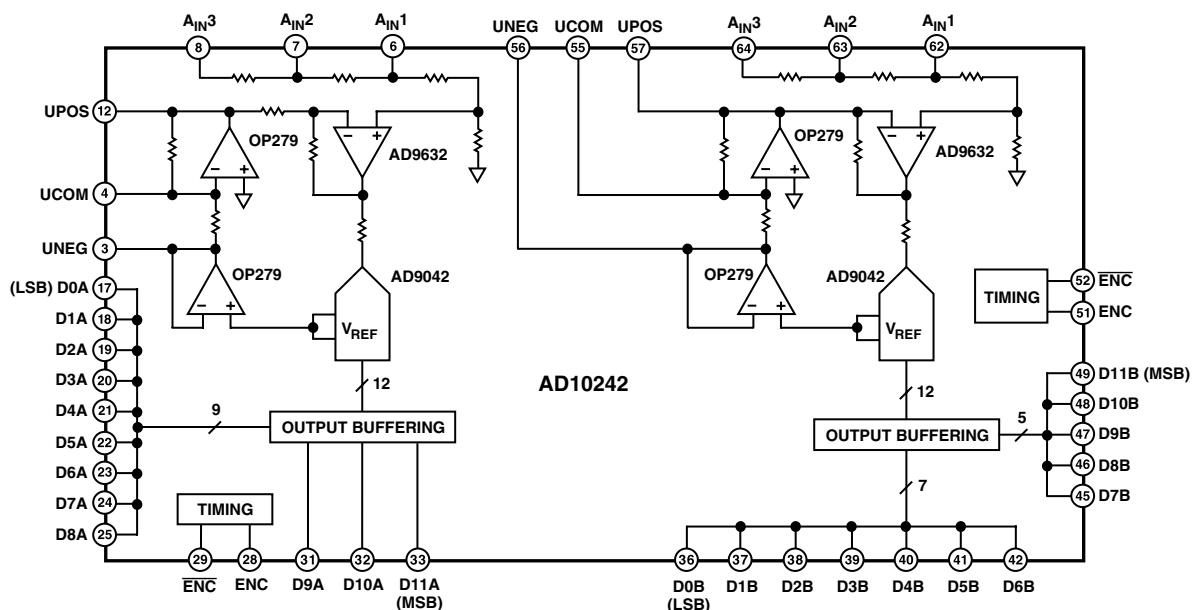 AIN3 AIN2 AIN1 UNEG UCOM UPOS AIN3 AIN2 AIN1
8 7 6 56 55 57 64 63 62
UPOS 12
OP279 − + AD9632 − +
OP279 − + AD9632 − +
UCOM 4
UNEG 3
OP279 − + AD9042 VREF
OP279 − + AD9042 VREF
TIMING 52 ENC
51 ENC
(LSB) D0A 17
D1A 18
D2A 19
D3A 20
D4A 21
D5A 22
D6A 23
D7A 24
D8A 25
12
9 OUTPUT BUFFERING
AD10242
12
OUTPUT BUFFERING 5
7
49 D11B (MSB)
48 D10B
47 D9B
46 D8B
45 D7B
TIMING
29 28 31 32 33 36 37 38 39 40 41 42
ENC ENC D9A D10A D11A D0B D1B D2B D3B D4B D5B D6B
(MSB) (LSB)